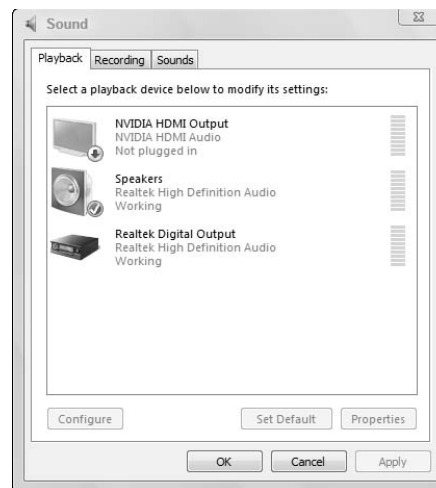 Sound
Playback Recording Sounds
Select a playback device below to modify its settings:
NVIDIA HDMI Output
NVIDIA HDMI Audio
Not plugged in
Speakers
Realtek High Definition Audio
Working
Realtek Digital Output
Realtek High Definition Audio
Working
Configure Set Default Properties
OK Cancel Apply